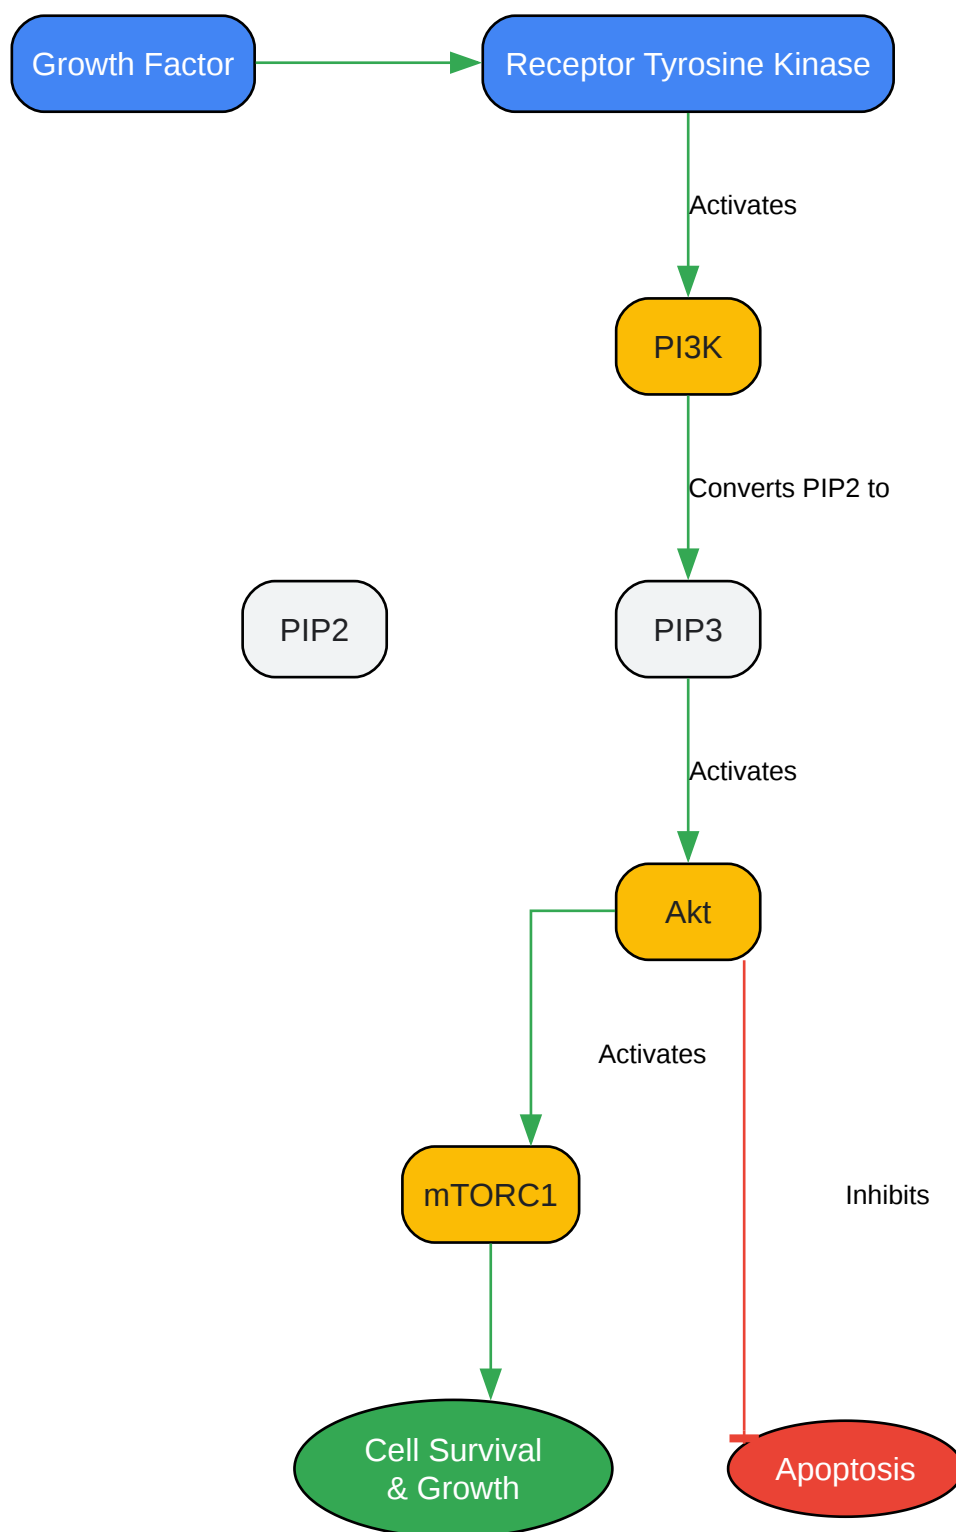 Growth Factor
Receptor Tyrosine Kinase
Activates
PI3K
Converts PIP2 to
PIP2
PIP3
Activates
Akt
Activates
mTORC1
Inhibits
Cell Survival
& Growth
Apoptosis